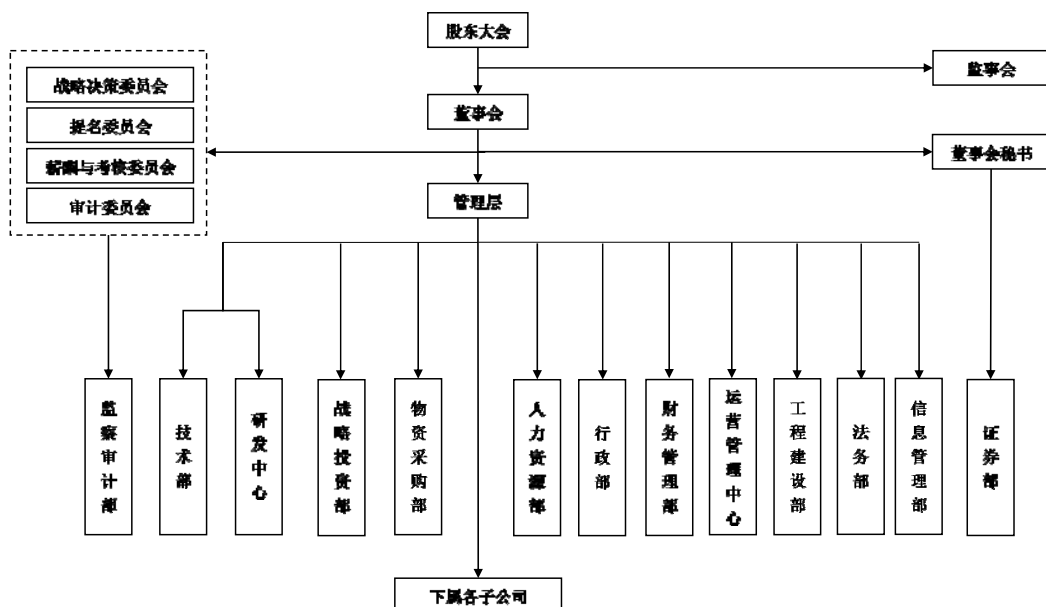 股东大会
监事会
战略决策委员会
提名委员会
薪酬与考核委员会
审计委员会
董事会
董事会秘书
管理层
监察审计部
技术部
研发中心
战略投资部
物资采购部
人力资源部
行政部
财务管理部
运营管理中心
工程建设部
法务部
信息管理部
证券部
下属各子公司